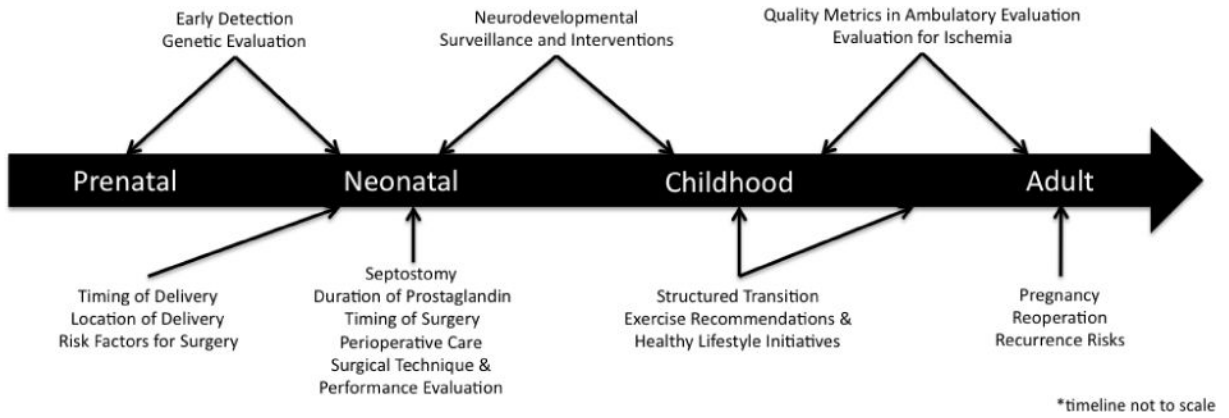 Early Detection
Genetic Evaluation
Neurodevelopmental
Surveillance and Interventions
Quality Metrics in Ambulatory Evaluation
Evaluation for Ischemia
Prenatal
Neonatal
Childhood
Adult
Timing of Delivery
Location of Delivery
Risk Factors for Surgery
Septostomy
Duration of Prostaglandin
Timing of Surgery
Perioperative Care
Surgical Technique &
Performance Evaluation
Structured Transition
Exercise Recommendations &
Healthy Lifestyle Initiatives
Pregnancy
Reoperation
Recurrence Risks
*timeline not to scale